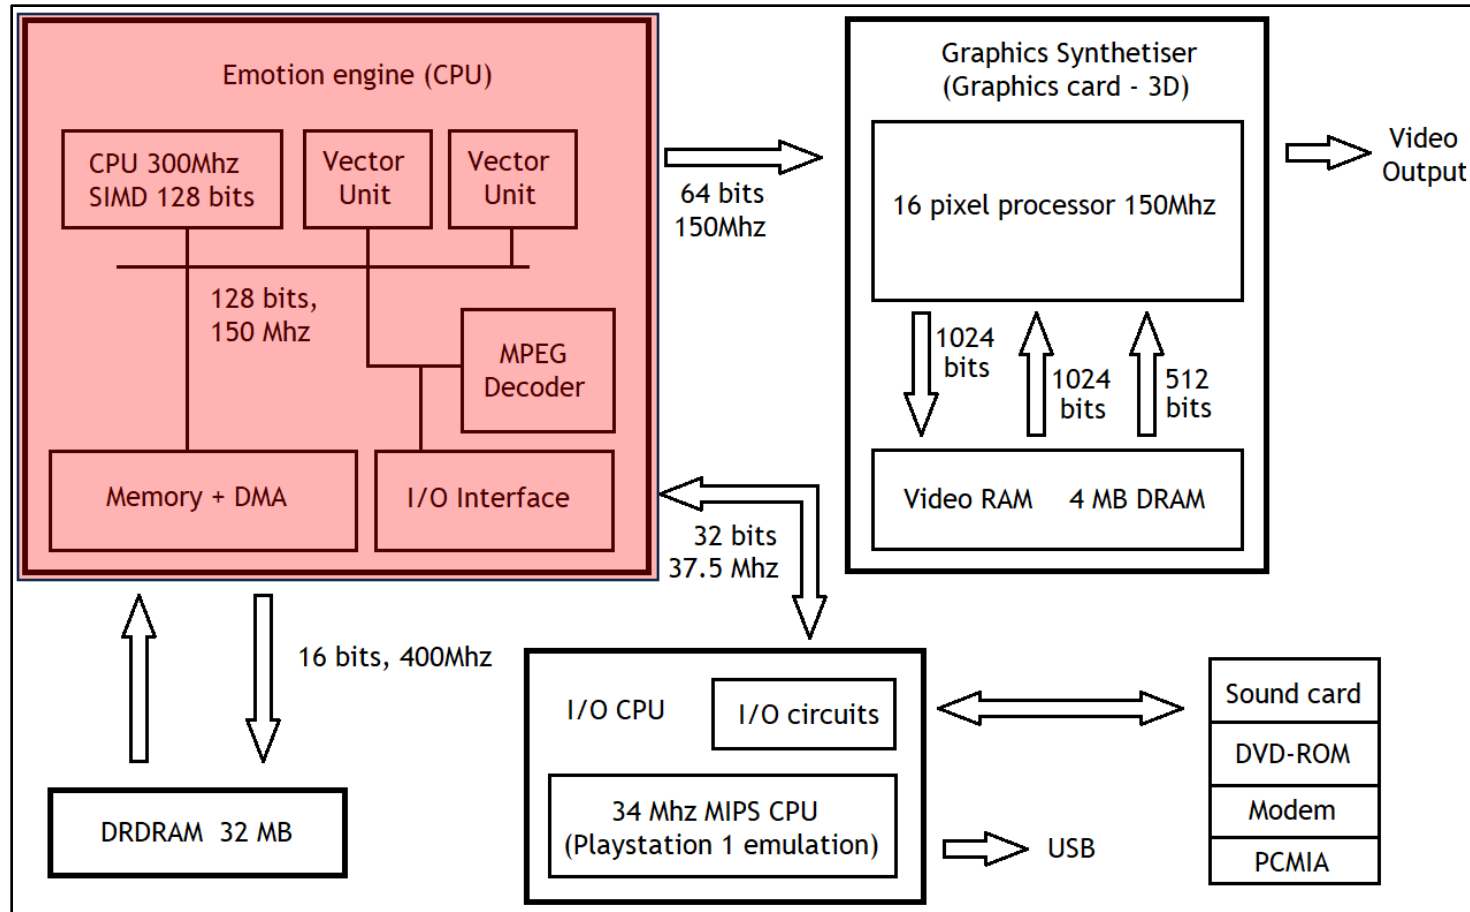 Emotion engine (CPU)
CPU 300Mhz
SIMD 128 bits
Vector
Unit
Vector
Unit
128 bits,
150 Mhz
MPEG
Decoder
Memory + DMA
I/O Interface
64 bits
150Mhz
Graphics Synthetiser
(Graphics card - 3D)
16 pixel processor 150Mhz
1024
bits
1024
bits
512
bits
Video RAM 4 MB DRAM
Video
Output
32 bits
37.5 Mhz
16 bits, 400Mhz
DRDRAM 32 MB
I/O CPU
I/O circuits
34 Mhz MIPS CPU
(Playstation 1 emulation)
USB
Sound card
DVD-ROM
Modem
PCMIA